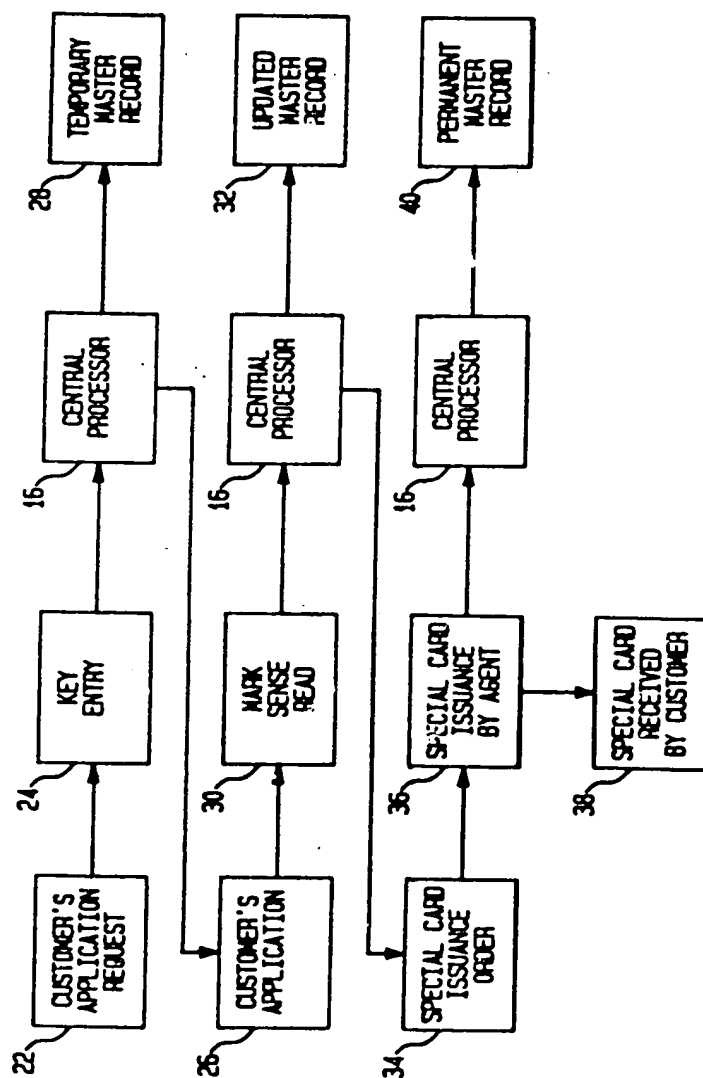 22
CUSTOMER'S
APPLICATION
REQUEST
24
KEY
ENTRY
16
CENTRAL
PROCESSOR
28
TEMPORARY
MASTER
RECORD
26
CUSTOMER'S
APPLICATION
30
MARK
SENSE
READ
16
CENTRAL
PROCESSOR
32
UPDATED
MASTER
RECORD
34
SPECIAL CARD
ISSUANCE
ORDER
36
SPECIAL CARD
ISSUANCE
BY AGENT
16
CENTRAL
PROCESSOR
40
PERMANENT
MASTER
RECORD
38
SPECIAL CARD
RECEIVED
BY CUSTOMER